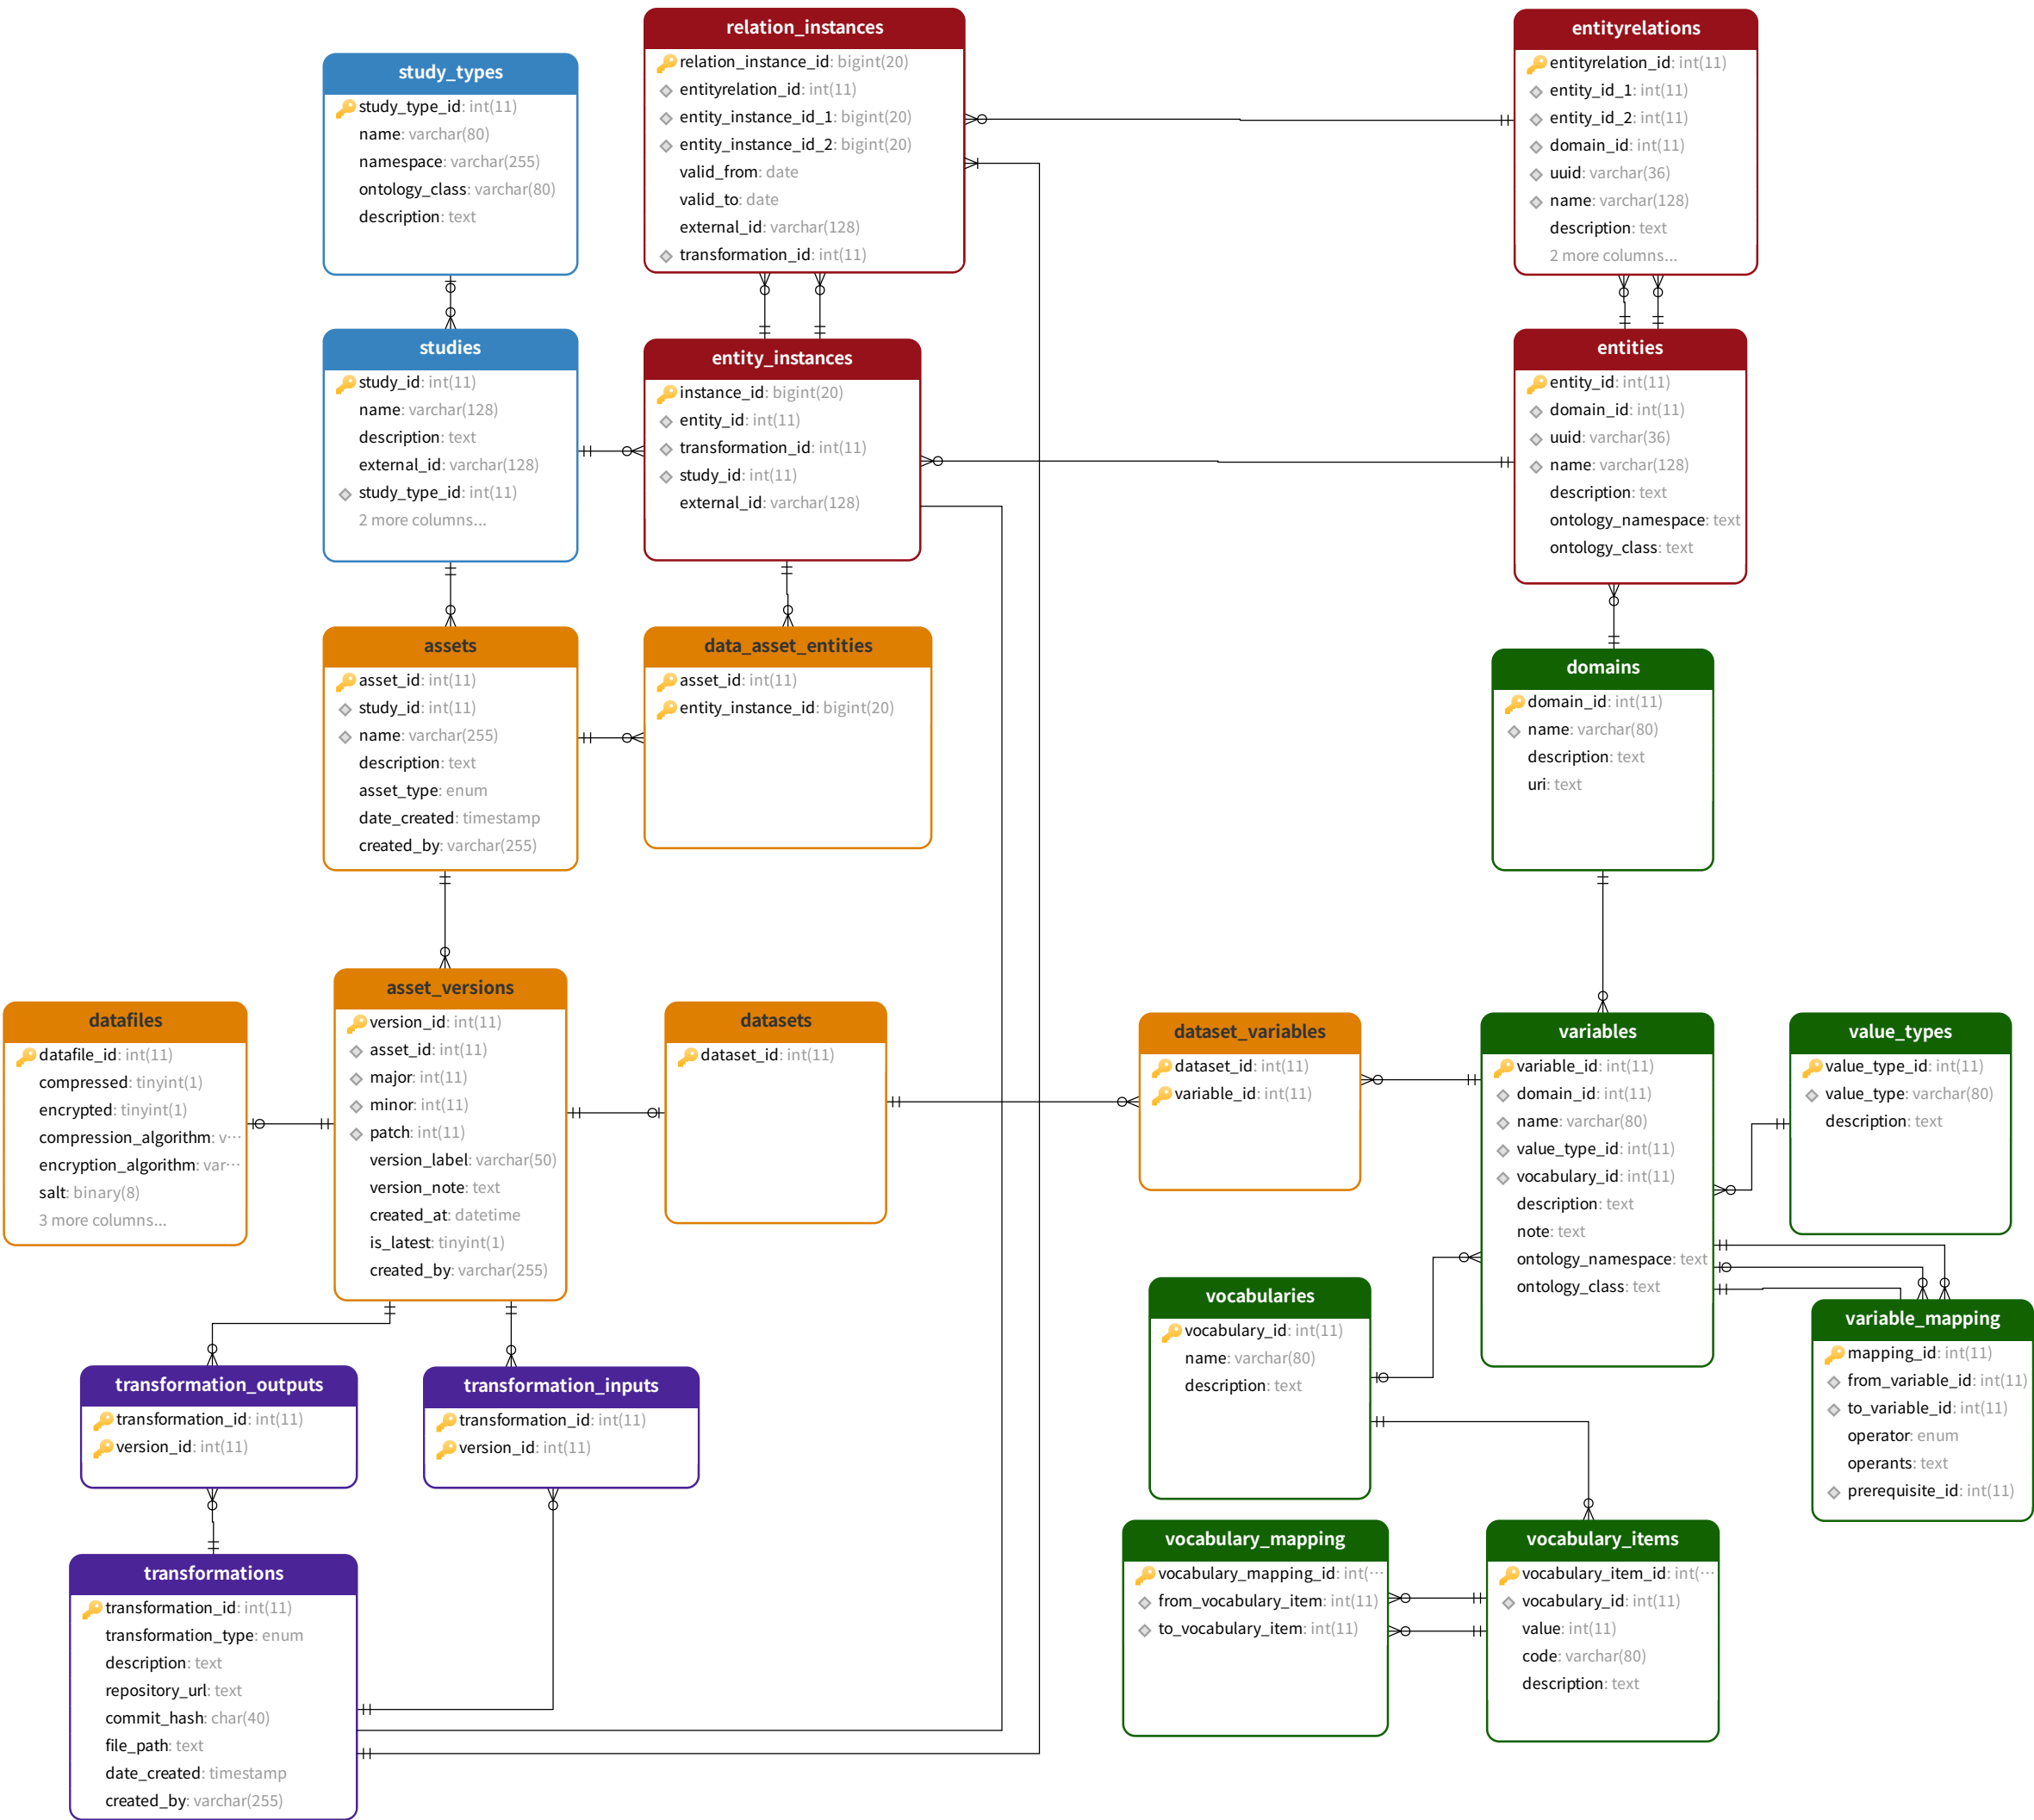 relation_instances
relation_instance_id: bigint(20)
entityrelation_id: int(11)
entity_instance_id_1: bigint(20)
entity_instance_id_2: bigint(20)
valid_from: date
valid_to: date
external_id: varchar(128)
transformation_id: int(11)
entityrelations
entityrelation_id: int(11)
entity_id_1: int(11)
entity_id_2: int(11)
domain_id: int(11)
uuid: varchar(36)
name: varchar(128)
description: text
2 more columns...
study_types
study_type_id: int(11)
name: varchar(80)
namespace: varchar(255)
ontology_class: varchar(80)
description: text
studies
study_id: int(11)
name: varchar(128)
description: text
external_id: varchar(128)
study_type_id: int(11)
2 more columns...
entity_instances
instance_id: bigint(20)
entity_id: int(11)
transformation_id: int(11)
study_id: int(11)
external_id: varchar(128)
entities
entity_id: int(11)
domain_id: int(11)
uuid: varchar(36)
name: varchar(128)
description: text
ontology_namespace: text
ontology_class: text
assets
asset_id: int(11)
study_id: int(11)
name: varchar(255)
description: text
asset_type: enum
date_created: timestamp
created_by: varchar(255)
data_asset_entities
asset_id: int(11)
entity_instance_id: bigint(20)
domains
domain_id: int(11)
name: varchar(80)
description: text
uri: text
datafiles
datafile_id: int(11)
compressed: tinyint(1)
encrypted: tinyint(1)
compression_algorithm: v···
encryption_algorithm: var···
salt: binary(8)
3 more columns...
asset_versions
version_id: int(11)
asset_id: int(11)
major: int(11)
minor: int(11)
patch: int(11)
version_label: varchar(50)
version_note: text
created_at: datetime
is_latest: tinyint(1)
created_by: varchar(255)
datasets
dataset_id: int(11)
dataset_variables
dataset_id: int(11)
variable_id: int(11)
variables
variable_id: int(11)
domain_id: int(11)
name: varchar(80)
value_type_id: int(11)
vocabulary_id: int(11)
description: text
note: text
ontology_namespace: text
ontology_class: text
value_types
value_type_id: int(11)
value_type: varchar(80)
description: text
vocabularies
vocabulary_id: int(11)
name: varchar(80)
description: text
variable_mapping
mapping_id: int(11)
from_variable_id: int(11)
to_variable_id: int(11)
operator: enum
operants: text
prerequisite_id: int(11)
transformation_outputs
transformation_id: int(11)
version_id: int(11)
transformation_inputs
transformation_id: int(11)
version_id: int(11)
vocabulary_mapping
vocabulary_mapping_id: int(···
from_vocabulary_item: int(11)
to_vocabulary_item: int(11)
vocabulary_items
vocabulary_item_id: int(···
vocabulary_id: int(11)
value: int(11)
code: varchar(80)
description: text
transformations
transformation_id: int(11)
transformation_type: enum
description: text
repository_url: text
commit_hash: char(40)
file_path: text
date_created: timestamp
created_by: varchar(255)